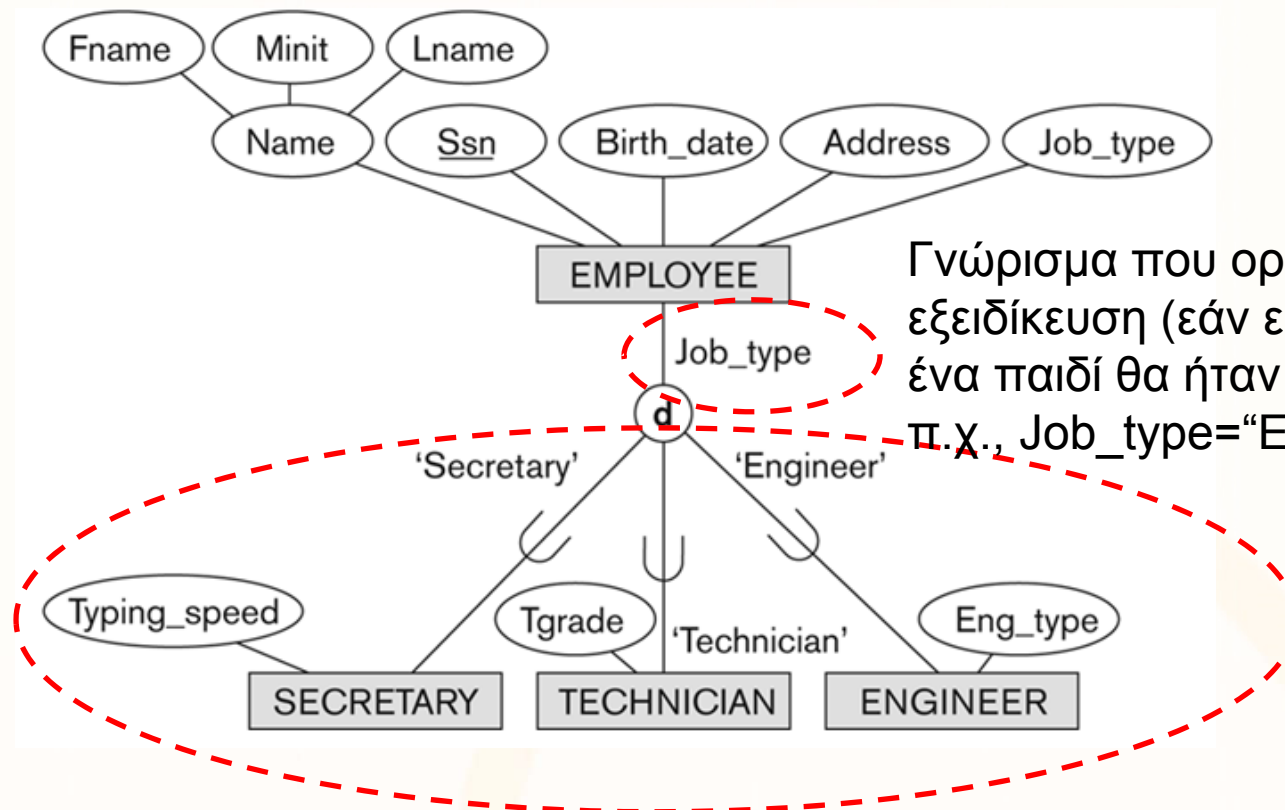 Fname Minit Lname
Name Ssn Birth_date Address Job_type
EMPLOYEE
Γνώρισμα που ορ
εξειδίκευση (εάν ε
ένα παιδί θα ήταν
π.χ., Job_type=“E
Job_type
d
‘Secretary’ ‘Engineer’
Typing_speed Tgrade ‘Technician’ Eng_type
SECRETARY TECHNICIAN ENGINEER